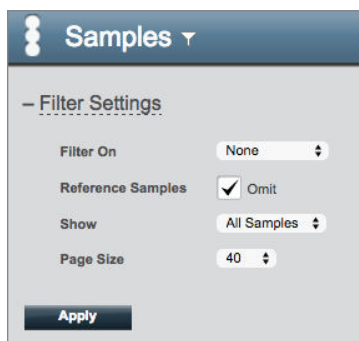 Samples
– Filter Settings
Filter On None
Reference Samples Omit
Show All Samples
Page Size 40
Apply